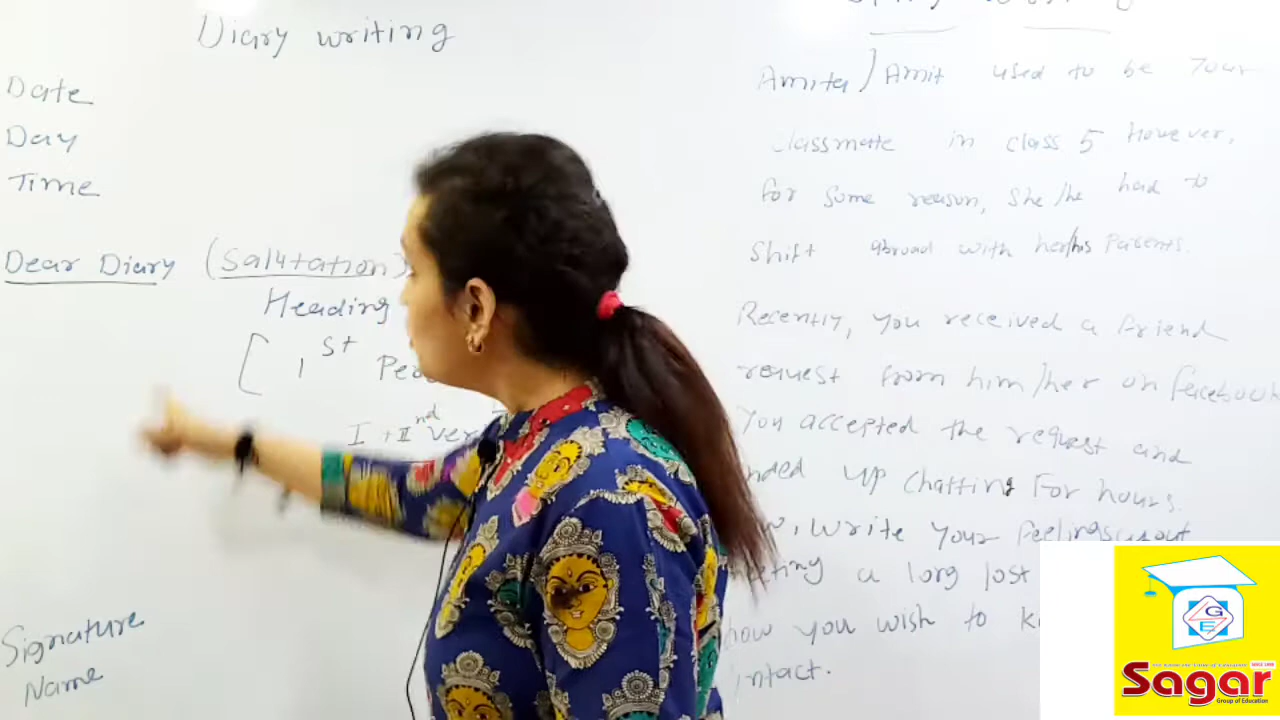 Diary writing
Date
Day
Time
Dear Diary (Salutation)
Heading
[ 1st
I + IInd
Signature
Name
Amita/Amit used to be your
classmate in class 5 However,
for some reason, She/he had to
Shift abroad with her/his Parents.
Recently, you received a friend
request from him/her on facebook
You accepted the request and
up chatting For hours.
Write your feelings
a long lost
how you wish to
intact.
GE
Sagar
Group of Education